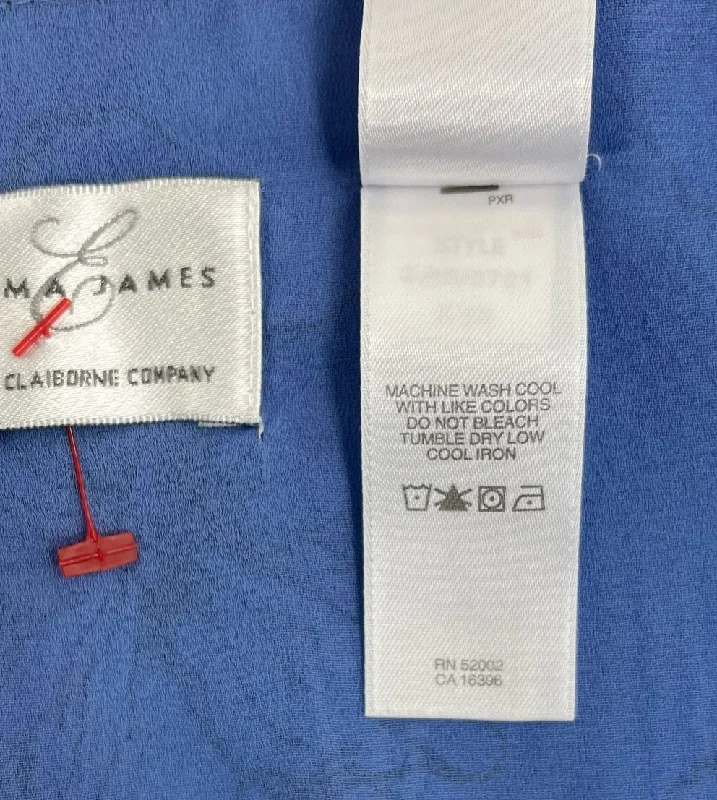 E
MA JAMES
CLAIBORNE COMPANY
PXR
MACHINE WASH COOL
WITH LIKE COLORS
DO NOT BLEACH
TUMBLE DRY LOW
COOL IRON
RN 52002
CA 16396